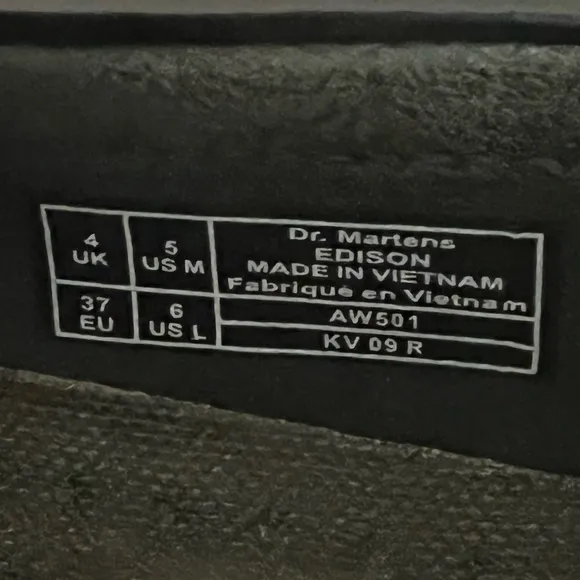 4
UK
5
US M
37
EU
6
US L
Dr. Martens
EDISON
MADE IN VIETNAM
Fabriqué en Vietnam
AW501
KV 09 R